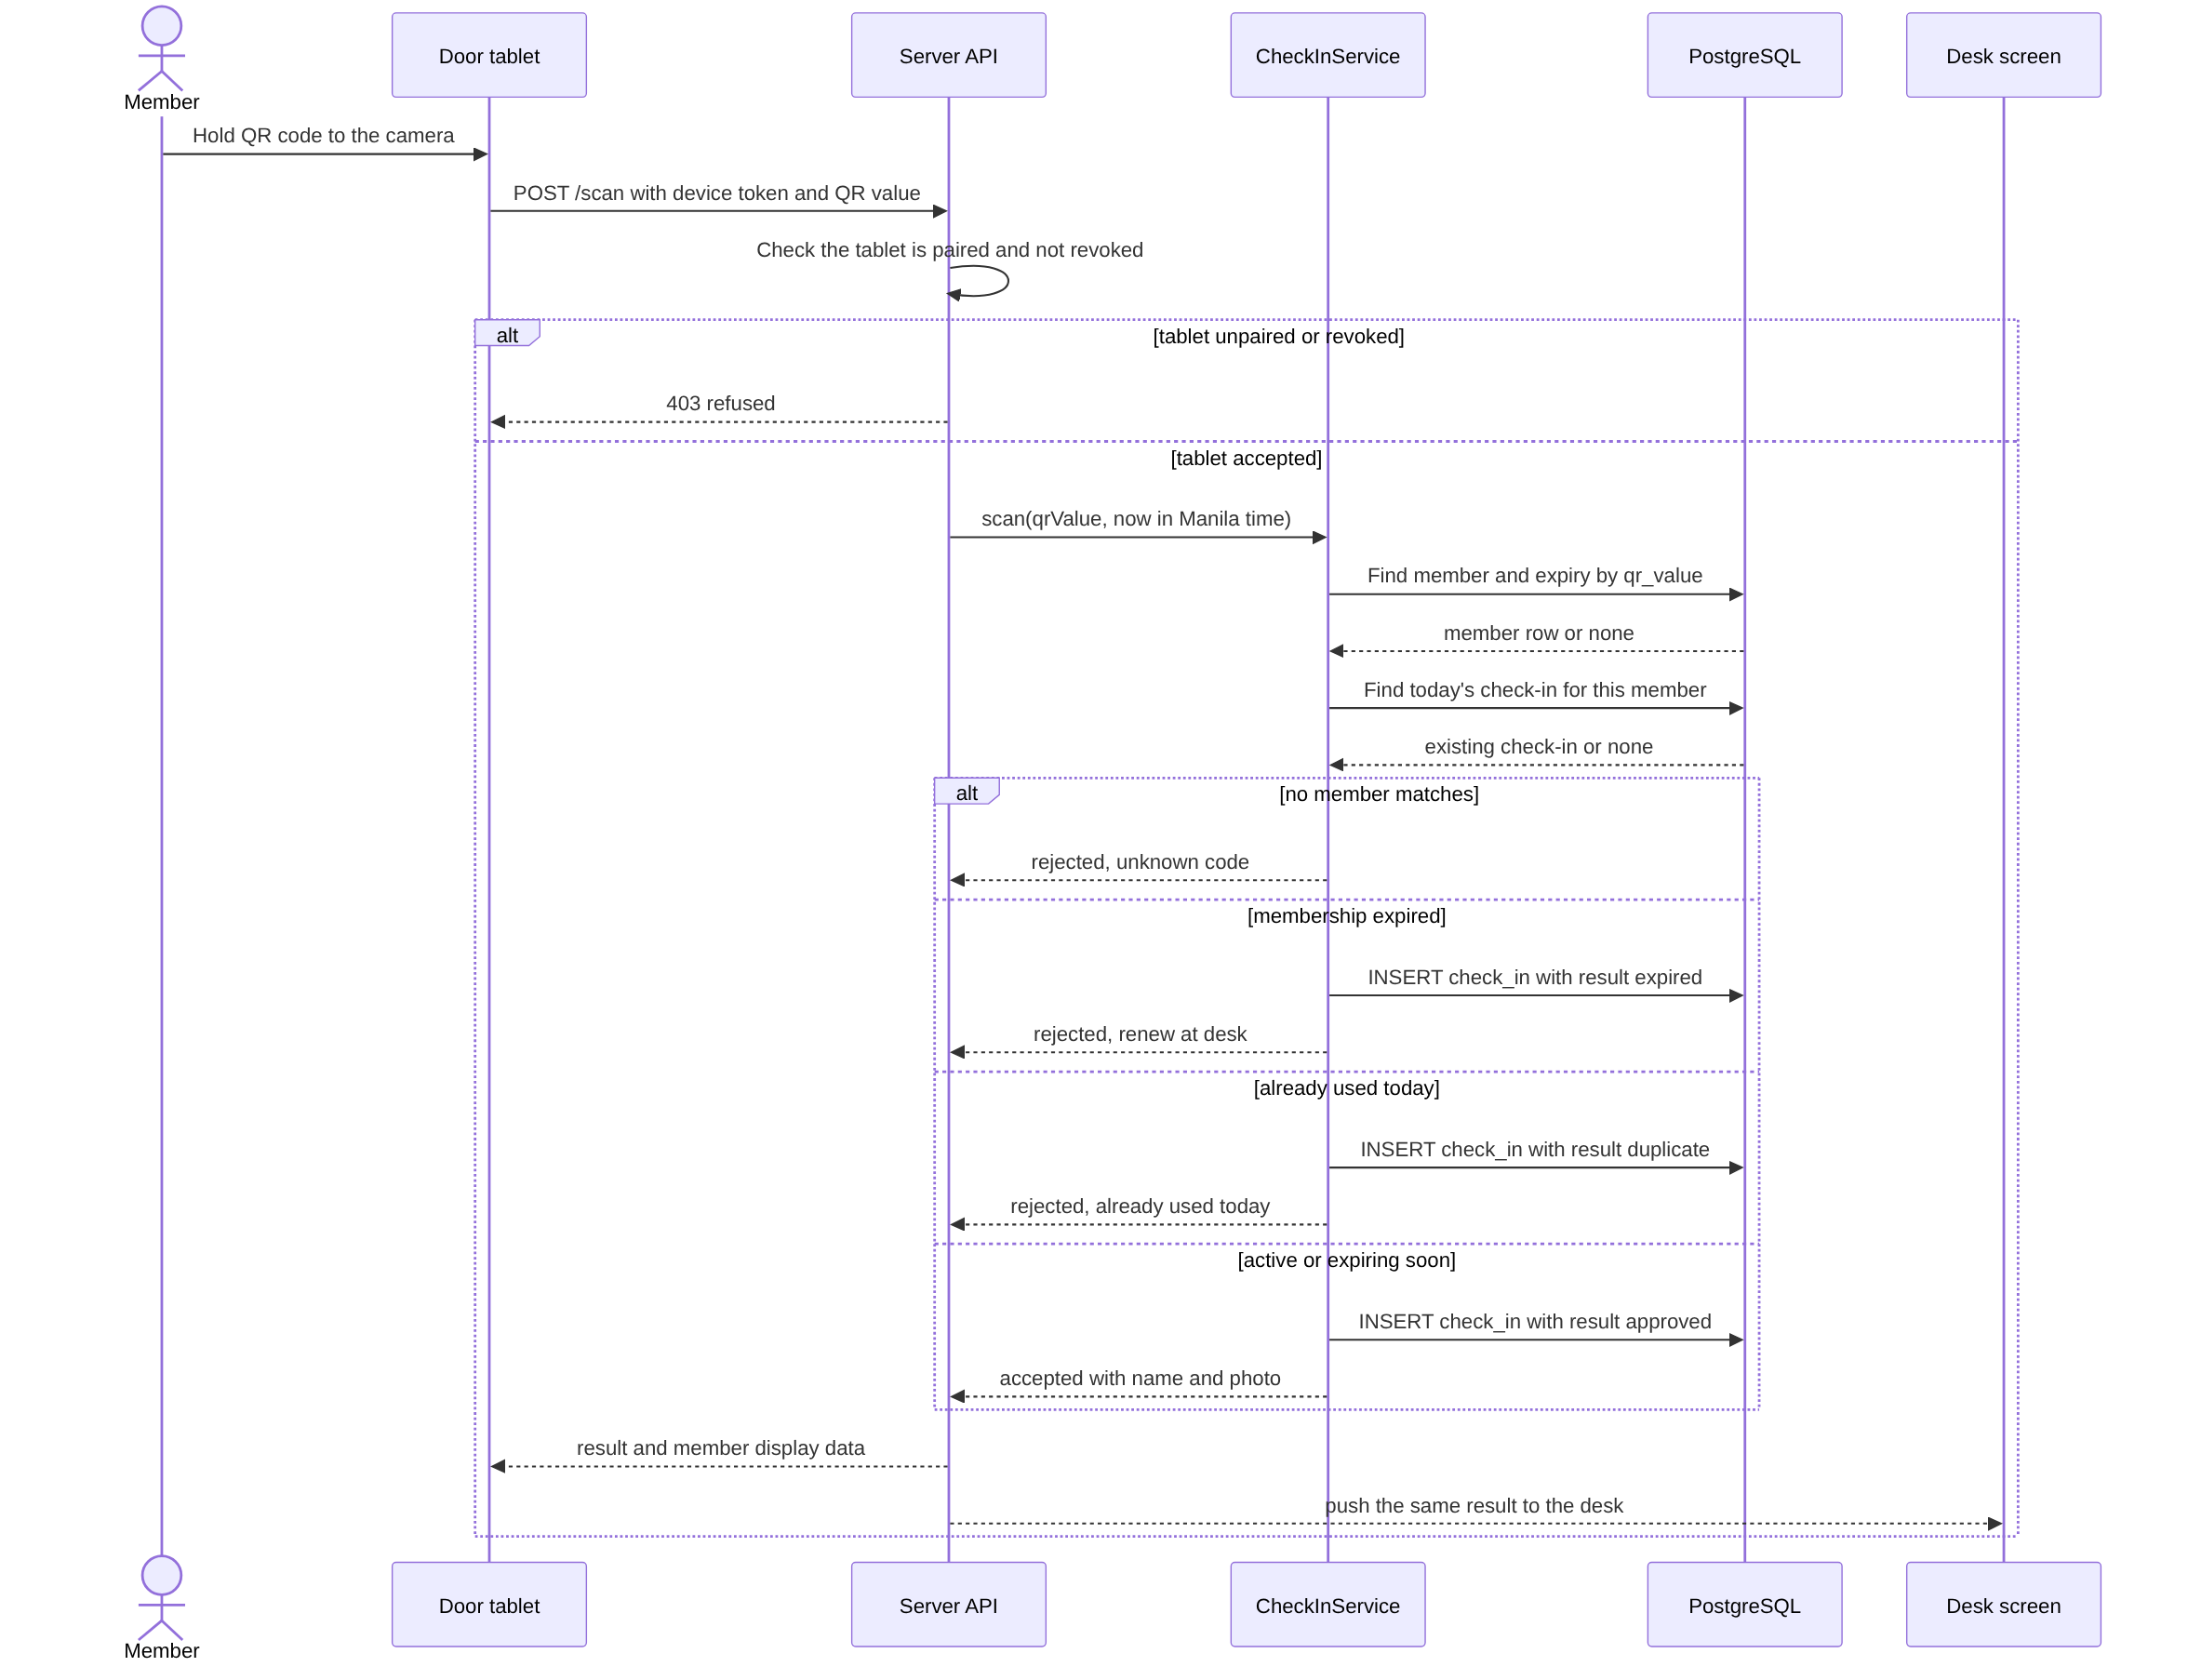 Member
Door tablet
Server API
CheckInService
PostgreSQL
Desk screen
Hold QR code to the camera
POST /scan with device token and QR value
Check the tablet is paired and not revoked
alt
[tablet unpaired or revoked]
403 refused
[tablet accepted]
scan(qrValue, now in Manila time)
Find member and expiry by qr_value
member row or none
Find today's check-in for this member
existing check-in or none
alt
[no member matches]
rejected, unknown code
[membership expired]
INSERT check_in with result expired
rejected, renew at desk
[already used today]
INSERT check_in with result duplicate
rejected, already used today
[active or expiring soon]
INSERT check_in with result approved
accepted with name and photo
result and member display data
push the same result to the desk
Member
Door tablet
Server API
CheckInService
PostgreSQL
Desk screen